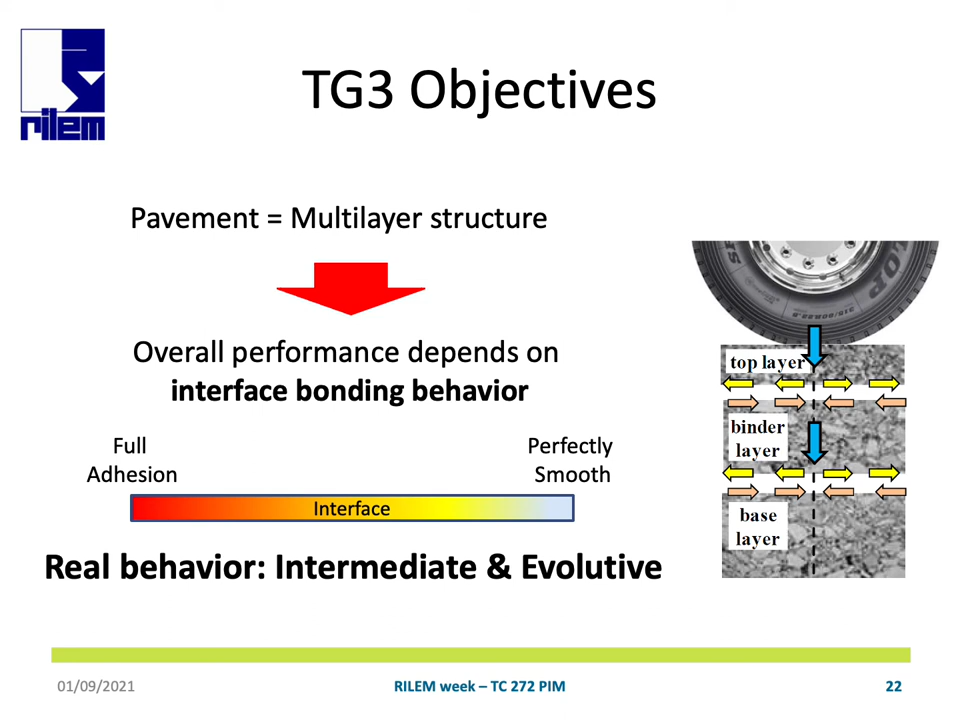 rilem
TG3 Objectives
Pavement = Multilayer structure
Overall performance depends on
interface bonding behavior
Full
Adhesion
Perfectly
Smooth
Interface
Real behavior: Intermediate & Evolutive
top layer
binder
layer
base
layer
01/09/2021
RILEM week – TC 272 PIM
22